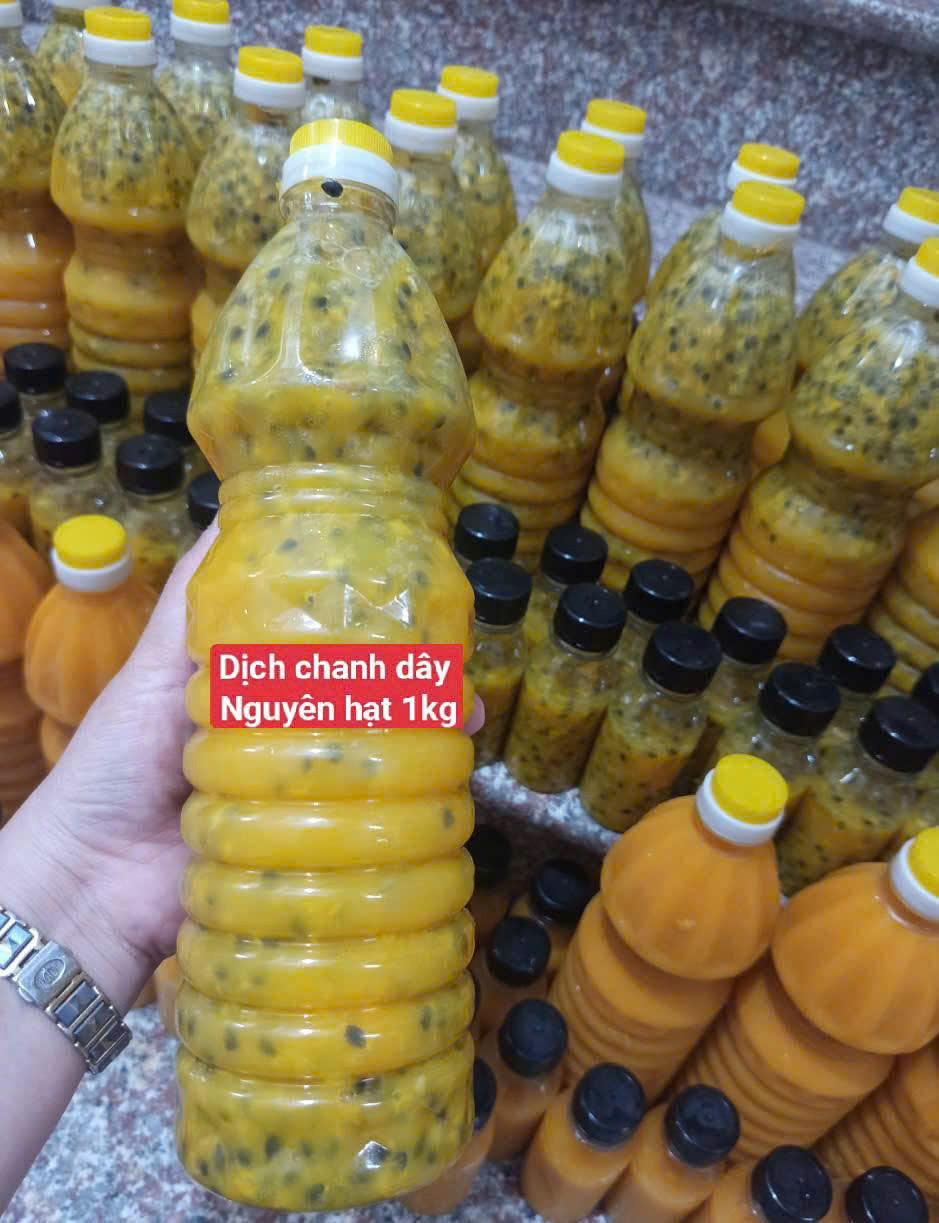 Dịch chanh dây
Nguyên hạt 1kg